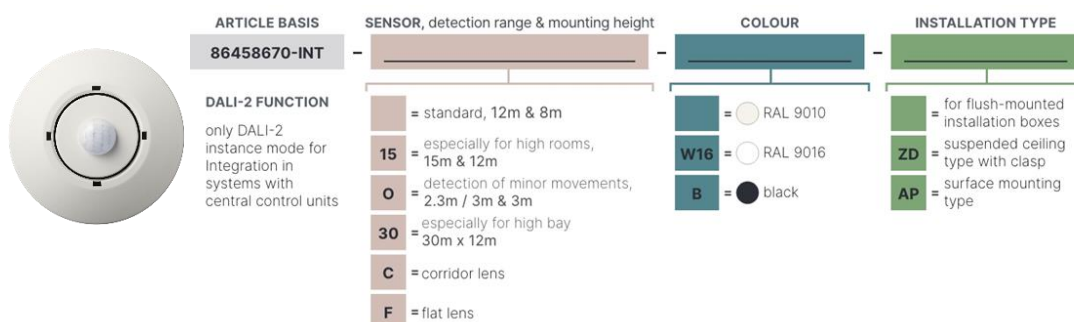 ARTICLE BASIS
86458670-INT
–
SENSOR, detection range & mounting height
–
COLOUR
–
INSTALLATION TYPE
DALI-2 FUNCTION
only DALI-2
instance mode for
Integration in
systems with
central control units
= standard, 12m & 8m
15 = especially for high rooms,
15m & 12m
O = detection of minor movements,
2.3m / 3m & 3m
30 = especially for high bay
30m x 12m
C = corridor lens
F = flat lens
= RAL 9010
W16 = RAL 9016
B = black
= for flush-mounted
installation boxes
ZD = suspended ceiling
type with clasp
AP = surface mounting
type